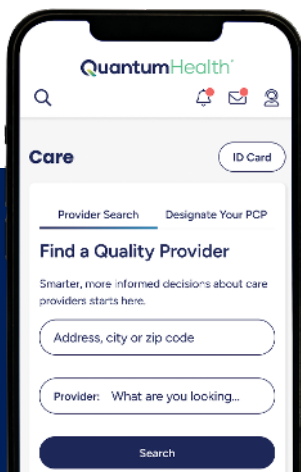 QuantumHealth
Care
ID Card
Provider Search Designate Your PCP
Find a Quality Provider
Smarter, more informed decisions about care
providers starts here.
Address, city or zip code
Provider: What are you looking...
Search